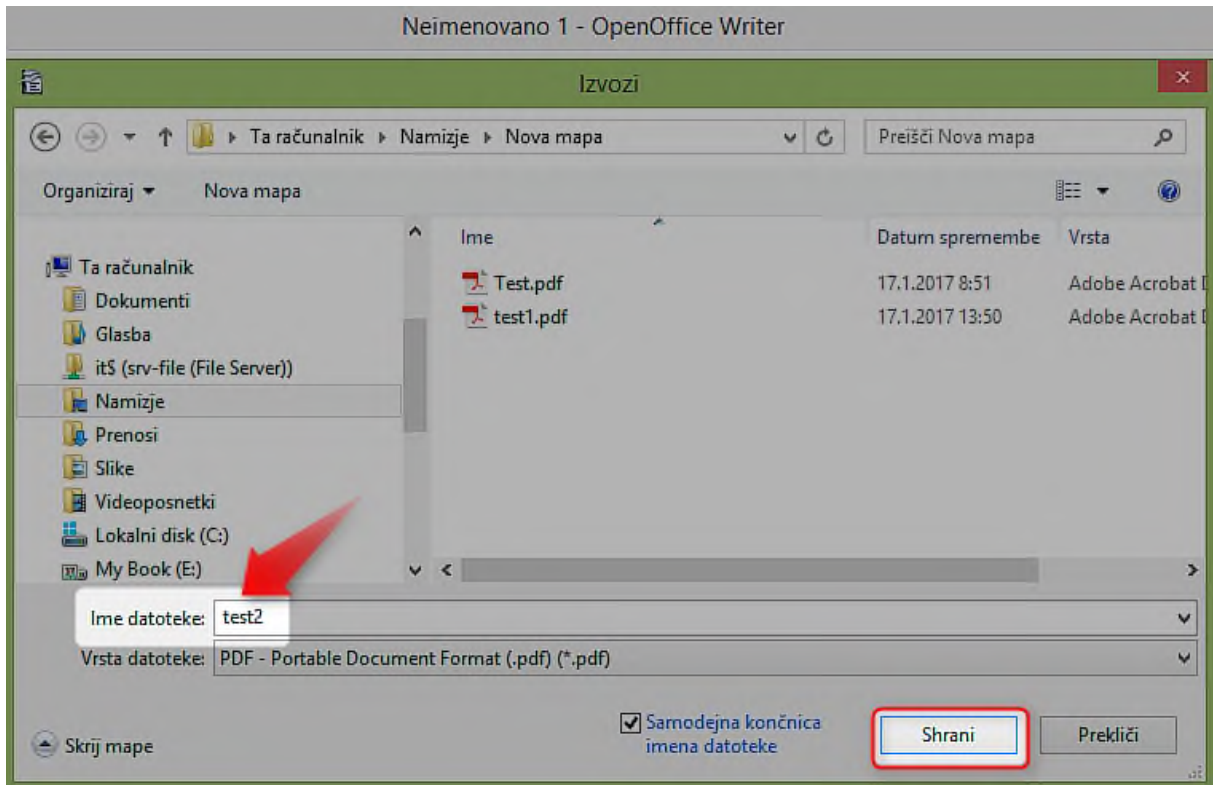 Neimenovano 1 - OpenOffice Writer
Izvozi
Ta računalnik Namizje Nova mapa
Preišči Nova mapa
Organiziraj Nova mapa
Ime Datum spremembe Vrsta
Test.pdf 17.1.2017 8:51 Adobe Acrobat D
test1.pdf 17.1.2017 13:50 Adobe Acrobat D
Ta računalnik
Dokumenti
Glasba
it$ (srv-file (File Server))
Namizje
Prenosi
Slike
Videoposnetki
Lokalni disk (C:)
My Book (E:)
Ime datoteke: test2
Vrsta datoteke: PDF - Portable Document Format (.pdf) (*.pdf)
Samodejna končnica
imena datoteke
Skrij mape
Shrani
Prekliči